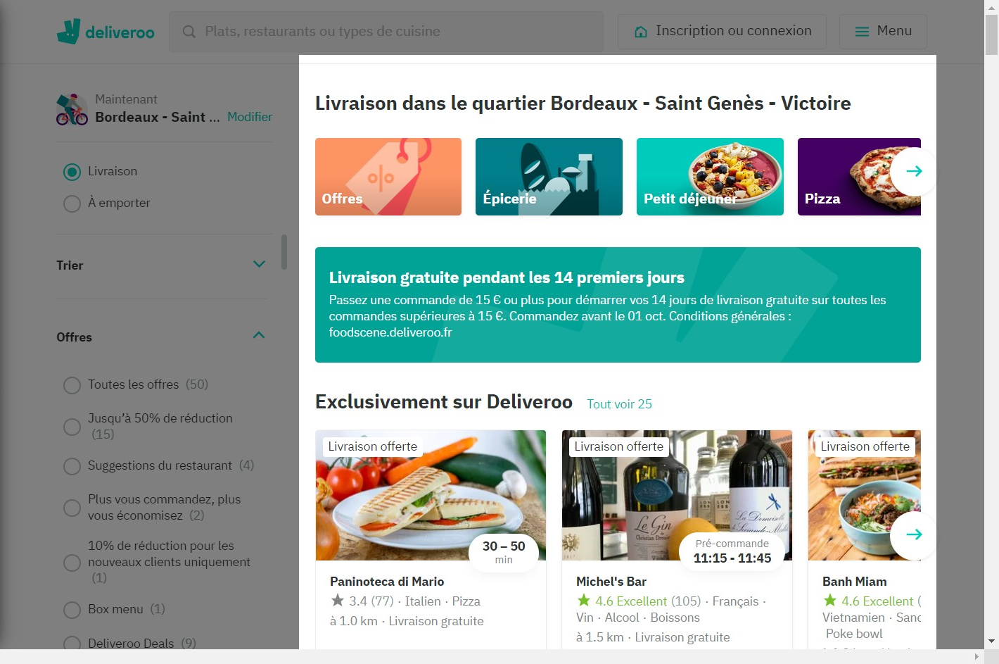 deliveroo
Plats, restaurants ou types de cuisine
Inscription ou connexion
Menu
Maintenant
Bordeaux - Saint ... Modifier
Livraison
À emporter
Trier
Offres
Toutes les offres (50)
Jusqu’à 50% de réduction
(15)
Suggestions du restaurant (4)
Plus vous commandez, plus
vous économisez (2)
10% de réduction pour les
nouveaux clients uniquement
(1)
Box menu (1)
Deliveroo Deals (9)
Livraison dans le quartier Bordeaux - Saint Genès - Victoire
Offres
Épicerie
Petit déjeuner
Pizza
Livraison gratuite pendant les 14 premiers jours
Passez une commande de 15 € ou plus pour démarrer vos 14 jours de livraison gratuite sur toutes les
commandes supérieures à 15 €. Commandez avant le 01 oct. Conditions générales :
foodscene.deliveroo.fr
Exclusivement sur Deliveroo Tout voir 25
Livraison offerte
30 – 50
min
Paninoteca di Mario
3.4 (77) · Italien · Pizza
à 1.0 km · Livraison gratuite
Livraison offerte
Le Gin
Christian Drouin
La Demoiselle
Pré-commande
11:15 - 11:45
Michel's Bar
4.6 Excellent (105) · Français ·
Vin · Alcool · Boissons
à 1.5 km · Livraison gratuite
Livraison offerte
Banh Miam
4.6 Excellent (
Vietnamien · Sand
Poke bowl